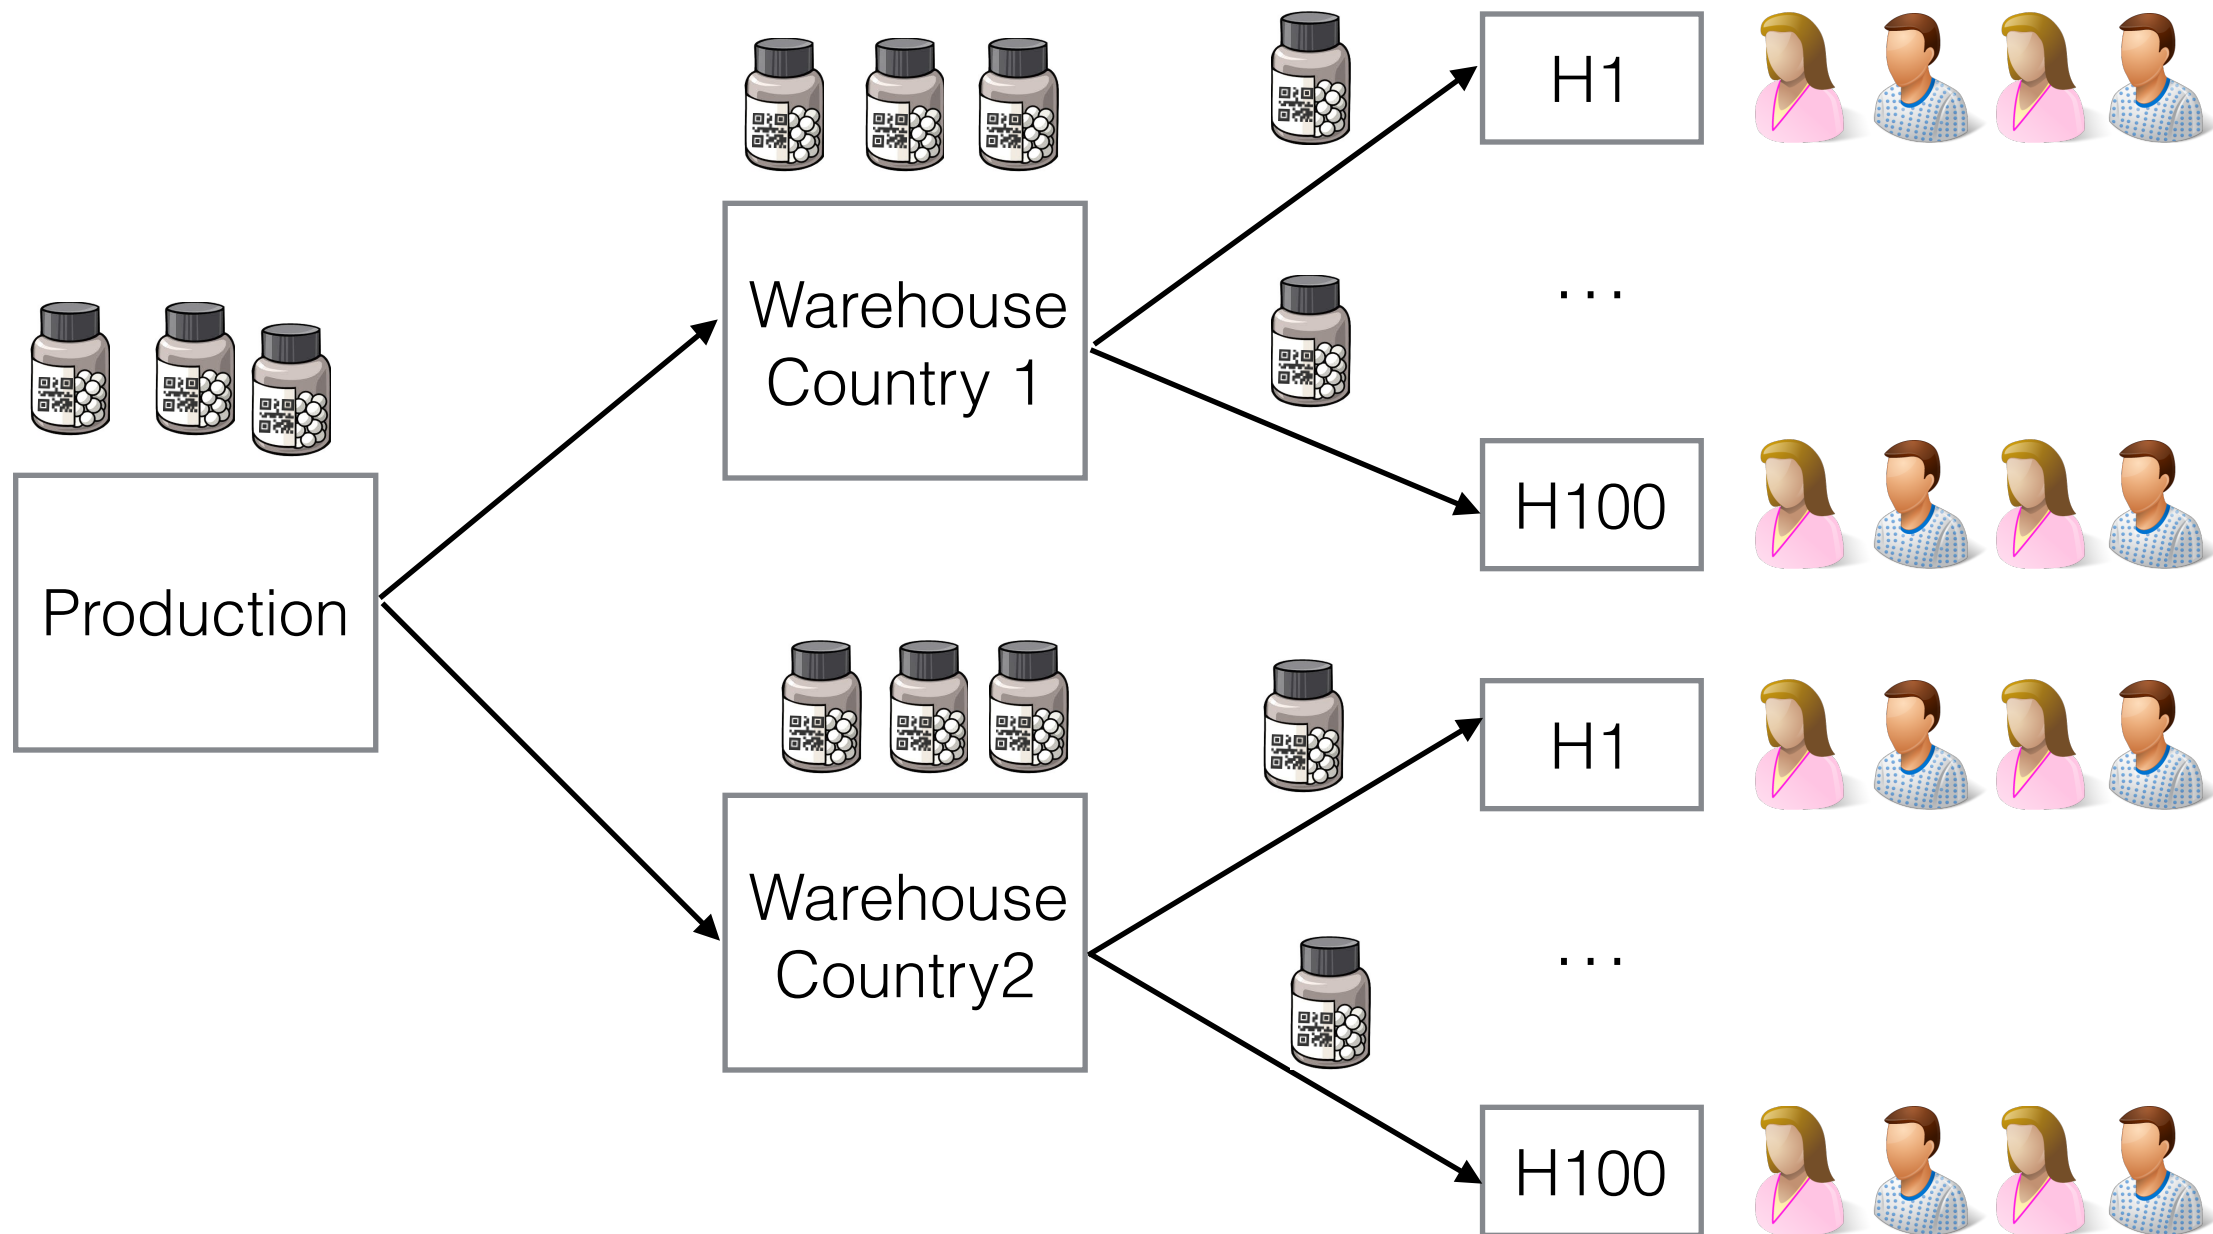 Production
Warehouse
Country 1
Warehouse
Country2
H1
...
H100
H1
...
H100